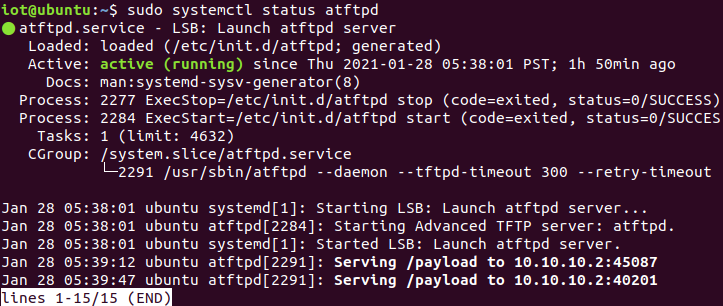 iot@ubuntu:~$ sudo systemctl status atftpd
● atftpd.service - LSB: Launch atftpd server
   Loaded: loaded (/etc/init.d/atftpd; generated)
   Active: active (running) since Thu 2021-01-28 05:38:01 PST; 1h 50min ago
     Docs: man:systemd-sysv-generator(8)
  Process: 2277 ExecStop=/etc/init.d/atftpd stop (code=exited, status=0/SUCCESS)
  Process: 2284 ExecStart=/etc/init.d/atftpd start (code=exited, status=0/SUCCES
    Tasks: 1 (limit: 4632)
   CGroup: /system.slice/atftpd.service
           └─2291 /usr/sbin/atftpd --daemon --tftpd-timeout 300 --retry-timeout
Jan 28 05:38:01 ubuntu systemd[1]: Starting LSB: Launch atftpd server...
Jan 28 05:38:01 ubuntu atftpd[2284]: Starting Advanced TFTP server: atftpd.
Jan 28 05:38:01 ubuntu systemd[1]: Started LSB: Launch atftpd server.
Jan 28 05:39:12 ubuntu atftpd[2291]: Serving /payload to 10.10.10.2:45087
Jan 28 05:39:47 ubuntu atftpd[2291]: Serving /payload to 10.10.10.2:40201
lines 1-15/15 (END)